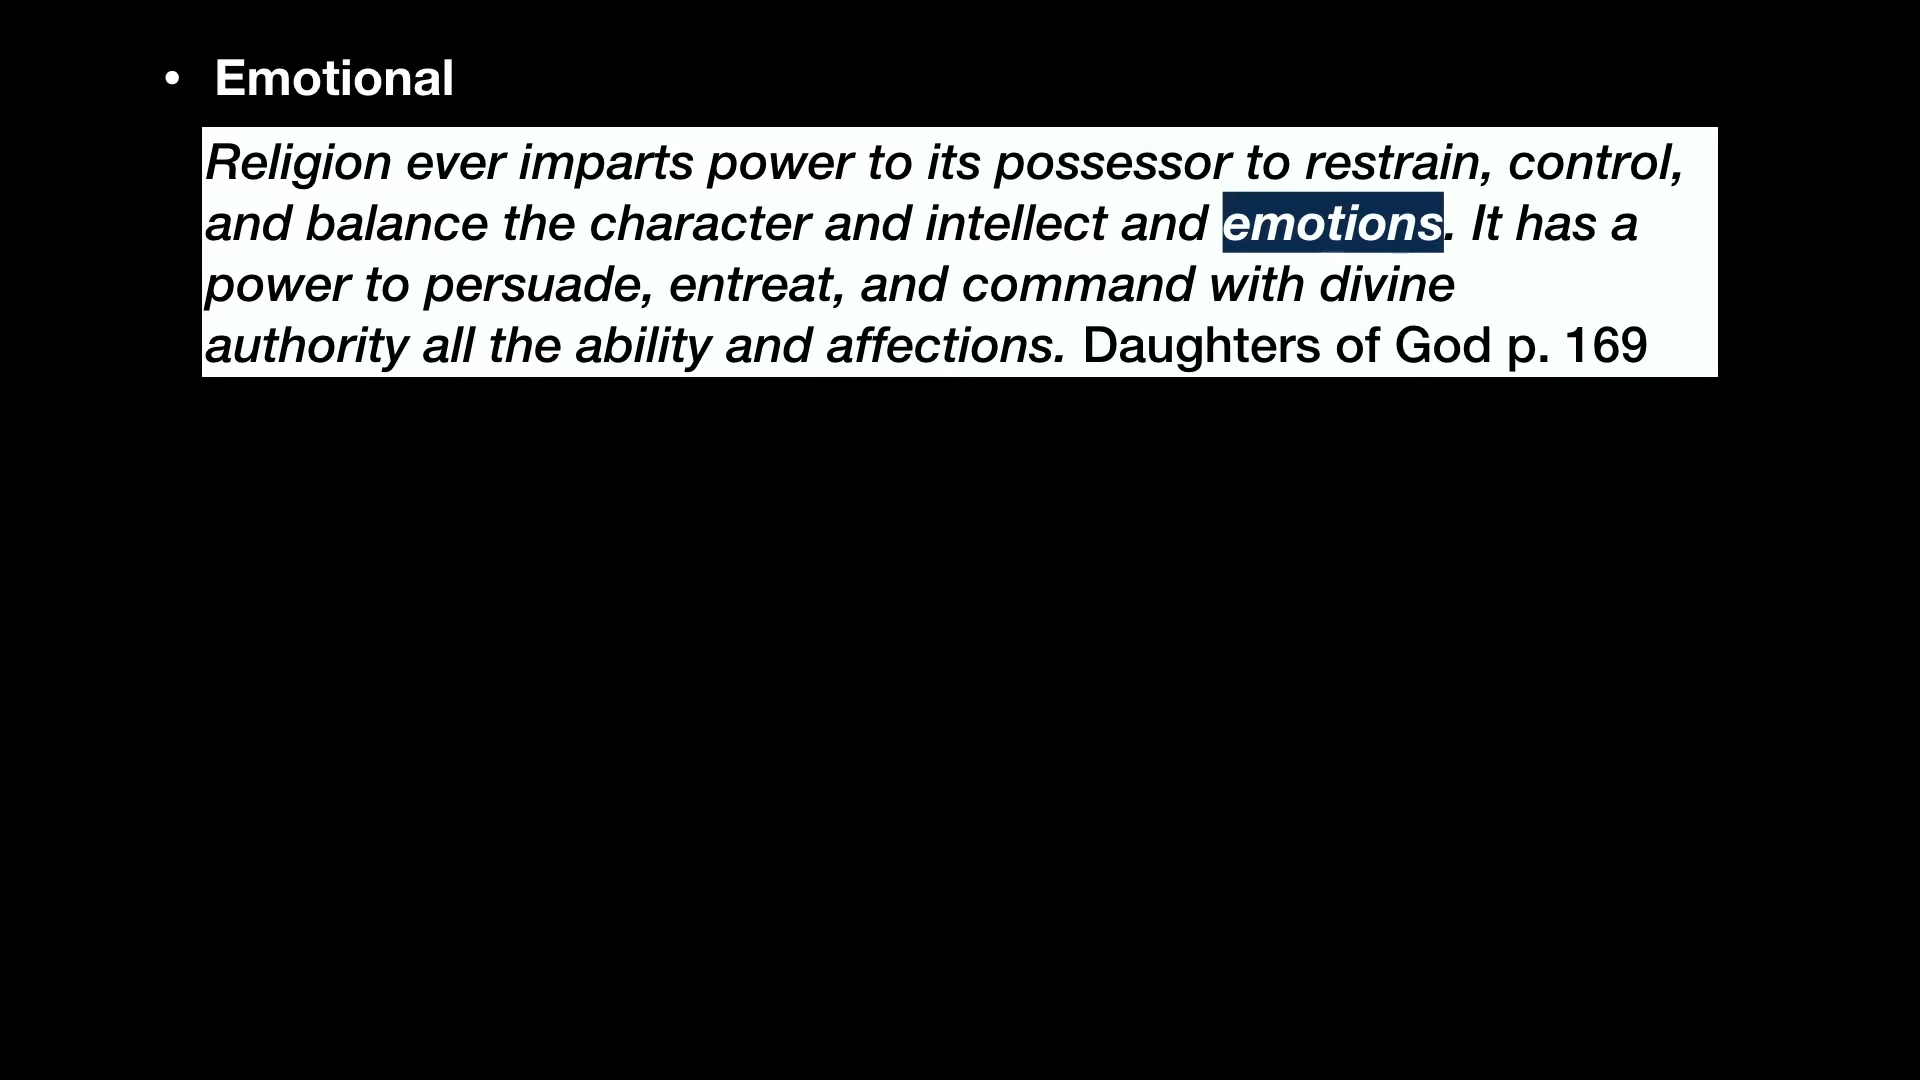 • Emotional
Religion ever imparts power to its possessor to restrain, control,
and balance the character and intellect and emotions. It has a
power to persuade, entreat, and command with divine
authority all the ability and affections. Daughters of God p. 169